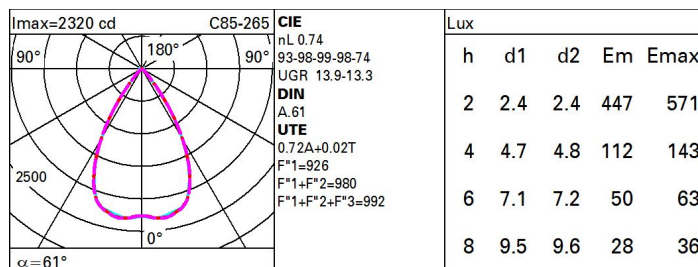 Imax=2320 cd C85-265
90° 180° 90°
2500
0°
α=61°
CIE
nL 0.74
93-98-99-98-74
UGR 13.9-13.3
DIN
A.61
UTE
0.72A+0.02T
F"1=926
F"1+F"2=980
F"1+F"2+F"3=992
Lux
h d1 d2 Em Emax
2 2.4 2.4 447 571
4 4.7 4.8 112 143
6 7.1 7.2 50 63
8 9.5 9.6 28 36